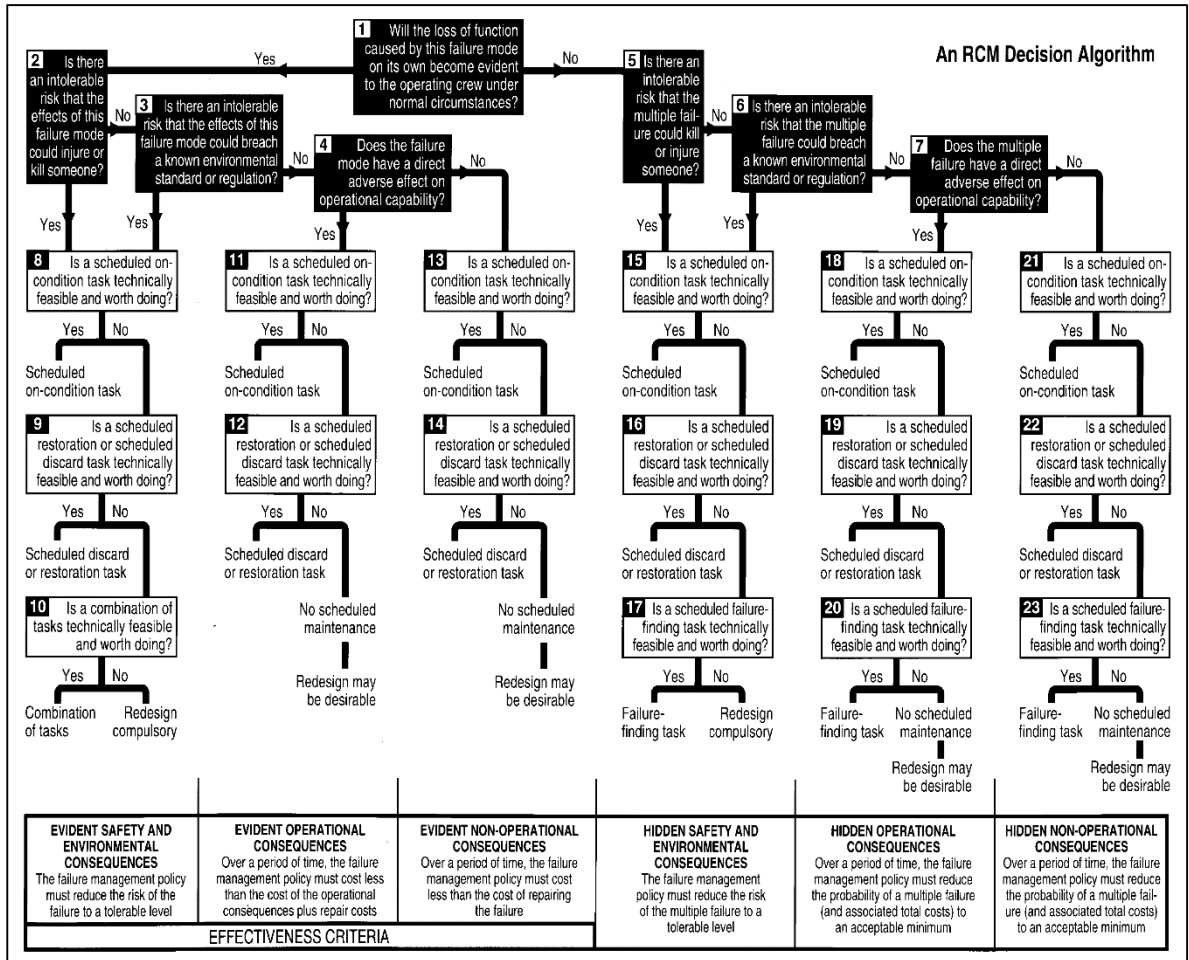 An RCM Decision Algorithm
1 Will the loss of function
caused by this failure mode
on its own become evident
to the operating crew under
normal circumstances?
Yes
No
2 Is there
an intolerable
risk that the
effects of this
failure mode
could injure or
kill someone?
No
Yes
3 Is there an intolerable
risk that the effects of this
failure mode could breach
a known environmental
standard or regulation?
No
Yes
4 Does the failure
mode have a direct
adverse effect on
operational capability?
No
Yes
5 Is there
an
intolerable
risk that the
multiple fail-
ure could kill
or injure
someone?
No
Yes
6 Is there an intolerable
risk that the multiple
failure could breach a
known environmental
standard or regulation?
No
Yes
7 Does the multiple
failure have a direct
adverse effect on
operational capability?
No
Yes
8 Is a scheduled on-
condition task technically
feasible and worth doing?
Yes No
Scheduled
on-condition task
9 Is a scheduled
restoration or scheduled
discard task technically
feasible and worth doing?
Yes No
Scheduled discard
or restoration task
10 Is a combination of
tasks technically feasible
and worth doing?
Yes No
Combination
of tasks
Redesign
compulsory
11 Is a scheduled on-
condition task technically
feasible and worth doing?
Yes No
Scheduled
on-condition task
12 Is a scheduled
restoration or scheduled
discard task technically
feasible and worth doing?
Yes No
Scheduled discard
or restoration task
No scheduled
maintenance
Redesign may
be desirable
13 Is a scheduled on-
condition task technically
feasible and worth doing?
Yes No
Scheduled
on-condition task
14 Is a scheduled
restoration or scheduled
discard task technically
feasible and worth doing?
Yes No
Scheduled discard
or restoration task
No scheduled
maintenance
Redesign may
be desirable
15 Is a scheduled on-
condition task technically
feasible and worth doing?
Yes No
Scheduled
on-condition task
16 Is a scheduled
restoration or scheduled
discard task technically
feasible and worth doing?
Yes No
Scheduled discard
or restoration task
17 Is a scheduled failure-
finding task technically
feasible and worth doing?
Yes No
Failure-
finding task
Redesign
compulsory
18 Is a scheduled on-
condition task technically
feasible and worth doing?
Yes No
Scheduled
on-condition task
19 Is a scheduled
restoration or scheduled
discard task technically
feasible and worth doing?
Yes No
Scheduled discard
or restoration task
20 Is a scheduled failure-
finding task technically
feasible and worth doing?
Yes No
Failure-
finding task
No scheduled
maintenance
Redesign may
be desirable
21 Is a scheduled on-
condition task technically
feasible and worth doing?
Yes No
Scheduled
on-condition task
22 Is a scheduled
restoration or scheduled
discard task technically
feasible and worth doing?
Yes No
Scheduled discard
or restoration task
23 Is a scheduled failure-
finding task technically
feasible and worth doing?
Yes No
Failure-
finding task
No scheduled
maintenance
Redesign may
be desirable
EVIDENT SAFETY AND
ENVIRONMENTAL
CONSEQUENCES
The failure management policy
must reduce the risk of the
failure to a tolerable level
EVIDENT OPERATIONAL
CONSEQUENCES
Over a period of time, the failure
management policy must cost less
than the cost of the operational
consequences plus repair costs
EVIDENT NON-OPERATIONAL
CONSEQUENCES
Over a period of time, the failure
management policy must cost
less than the cost of repairing
the failure
HIDDEN SAFETY AND
ENVIRONMENTAL
CONSEQUENCES
The failure management
policy must reduce the risk
of the multiple failure to a
tolerable level
HIDDEN OPERATIONAL
CONSEQUENCES
Over a period of time, the failure
management policy must reduce
the probability of a multiple failure
(and associated total costs) to
an acceptable minimum
HIDDEN NON-OPERATIONAL
CONSEQUENCES
Over a period of time, the failure
management policy must reduce
the probability of a multiple fail-
ure (and associated total costs)
to an acceptable minimum
EFFECTIVENESS CRITERIA